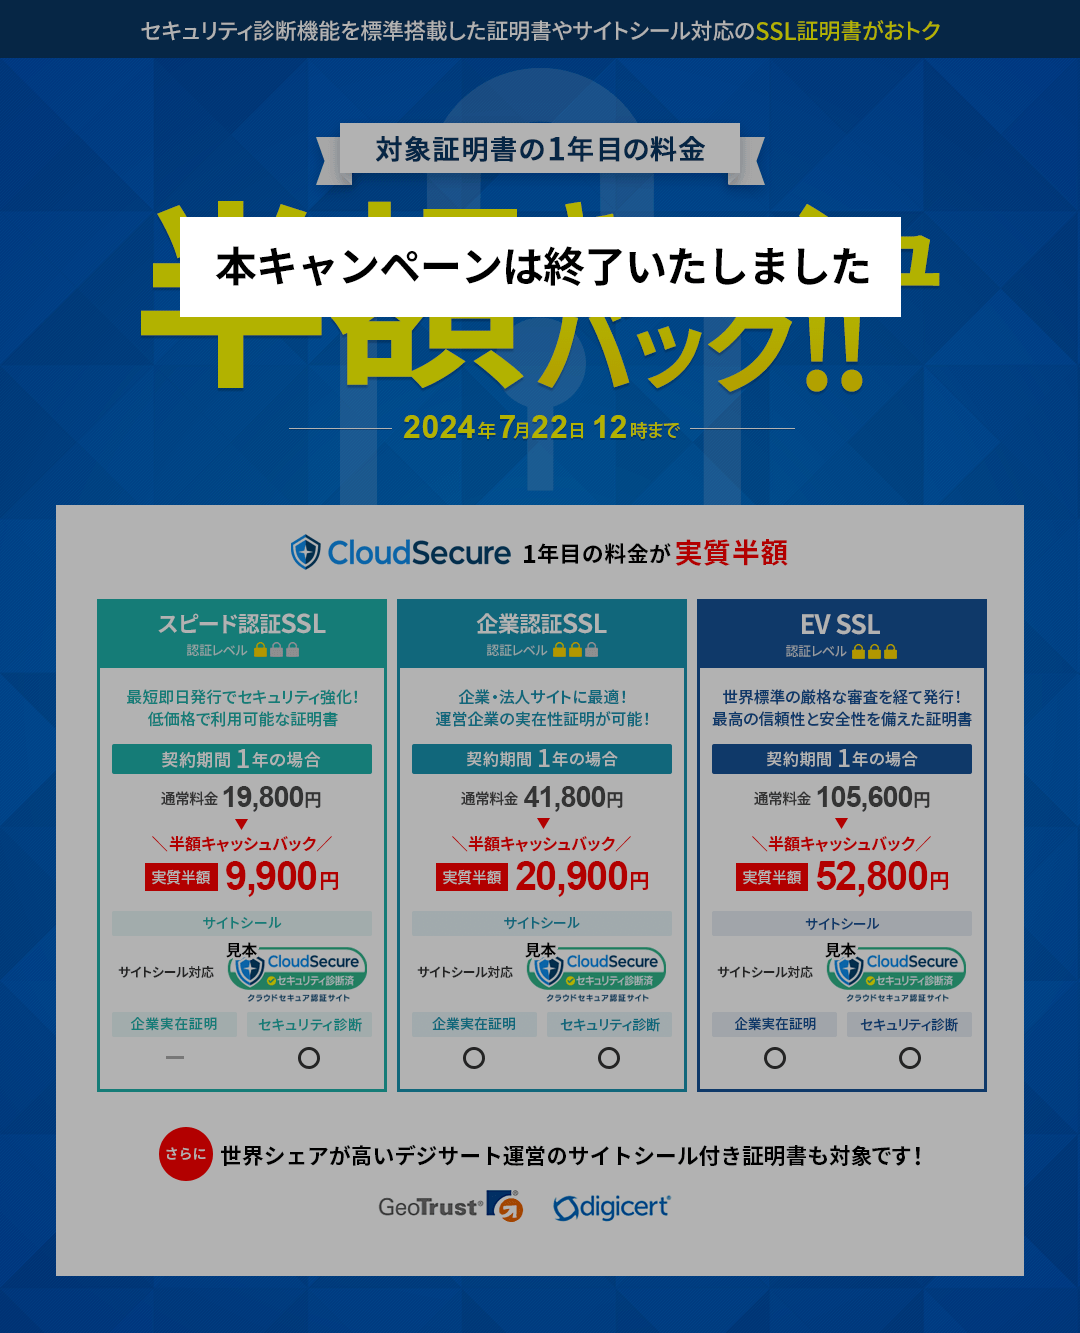 セキュリティ診断機能を標準搭載した証明書やサイトシール対応のSSL証明書がおトク
対象証明書の1年目の料金
半額
本キャンペーンは終了いたしました
バック!!
2024年7月22日 12時まで
CloudSecure 1年目の料金が実質半額
スピード認証SSL
認証レベル
最短即日発行でセキュリティ強化!
低価格で利用可能な証明書
契約期間 1年の場合
通常料金 19,800円
＼半額キャッシュバック／
実質半額 9,900円
サイトシール
サイトシール対応
見本
CloudSecure
セキュリティ診断済
クラウドセキュア認証サイト
企業実在証明 セキュリティ診断
― ○
企業認証SSL
認証レベル
企業・法人サイトに最適!
運営企業の実在性証明が可能!
契約期間 1年の場合
通常料金 41,800円
＼半額キャッシュバック／
実質半額 20,900円
サイトシール
サイトシール対応
見本
CloudSecure
セキュリティ診断済
クラウドセキュア認証サイト
企業実在証明 セキュリティ診断
○ ○
EV SSL
認証レベル
世界標準の厳格な審査を経て発行!
最高の信頼性と安全性を備えた証明書
契約期間 1年の場合
通常料金 105,600円
＼半額キャッシュバック／
実質半額 52,800円
サイトシール
サイトシール対応
見本
CloudSecure
セキュリティ診断済
クラウドセキュア認証サイト
企業実在証明 セキュリティ診断
○ ○
さらに 世界シェアが高いデジサート運営のサイトシール付き証明書も対象です!
GeoTrust® digicert®